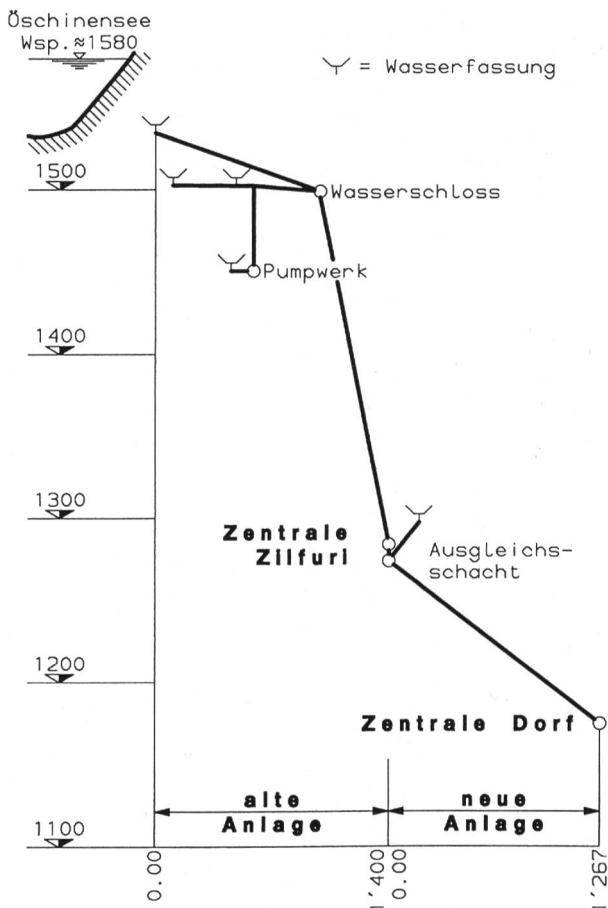 Öschinensee
Wsp.≈1580
= Wasserfassung
1500
Wasserschloss
Pumpwerk
1400
1300
Zentrale
Zilfuri
Ausgleichs-
schacht
1200
Zentrale Dorf
alte
Anlage
neue
Anlage
1100
0.00
1'400
0.00
1'267